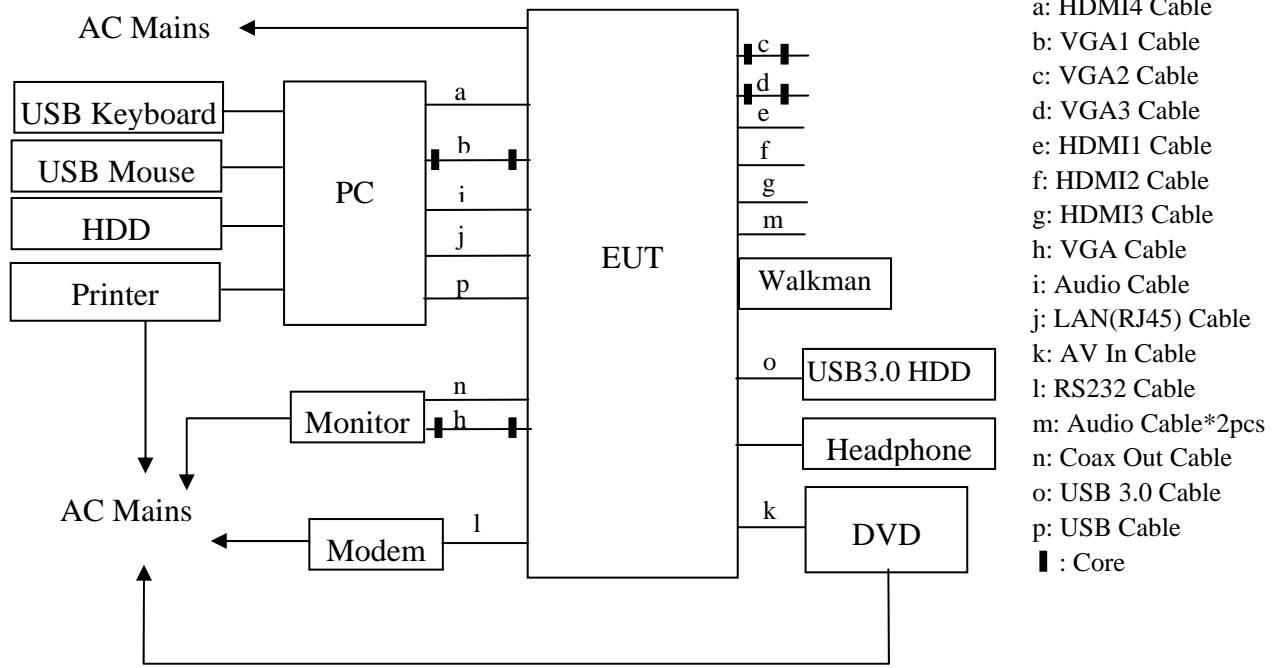 AC Mains
USB Keyboard
USB Mouse
HDD
Printer
PC
a
b
i
j
p
EUT
c
d
e
f
g
m
Walkman
o
USB3.0 HDD
Headphone
k
DVD
n
h
Monitor
AC Mains
l
Modem
a: HDMI4 Cable
b: VGA1 Cable
c: VGA2 Cable
d: VGA3 Cable
e: HDMI1 Cable
f: HDMI2 Cable
g: HDMI3 Cable
h: VGA Cable
i: Audio Cable
j: LAN(RJ45) Cable
k: AV In Cable
l: RS232 Cable
m: Audio Cable*2pcs
n: Coax Out Cable
o: USB 3.0 Cable
p: USB Cable
: Core